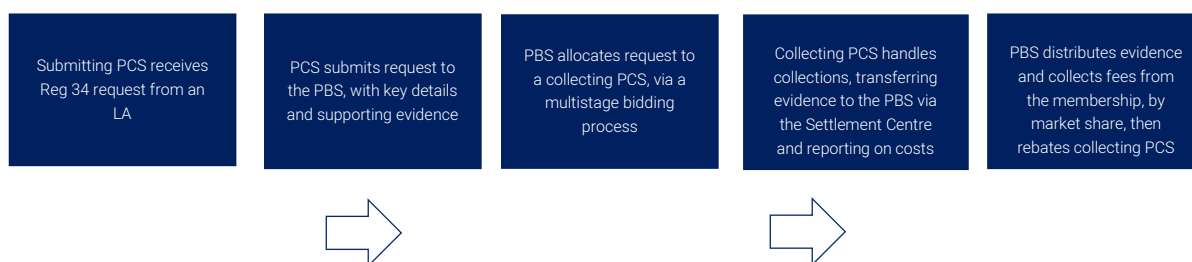 Submitting PCS receives
Reg 34 request from an
LA
PCS submits request to
the PBS, with key details
and supporting evidence
PBS allocates request to
a collecting PCS, via a
multistage bidding
process
Collecting PCS handles
collections, transferring
evidence to the PBS via
the Settlement Centre
and reporting on costs
PBS distributes evidence
and collects fees from
the membership, by
market share, then
rebates collecting PCS